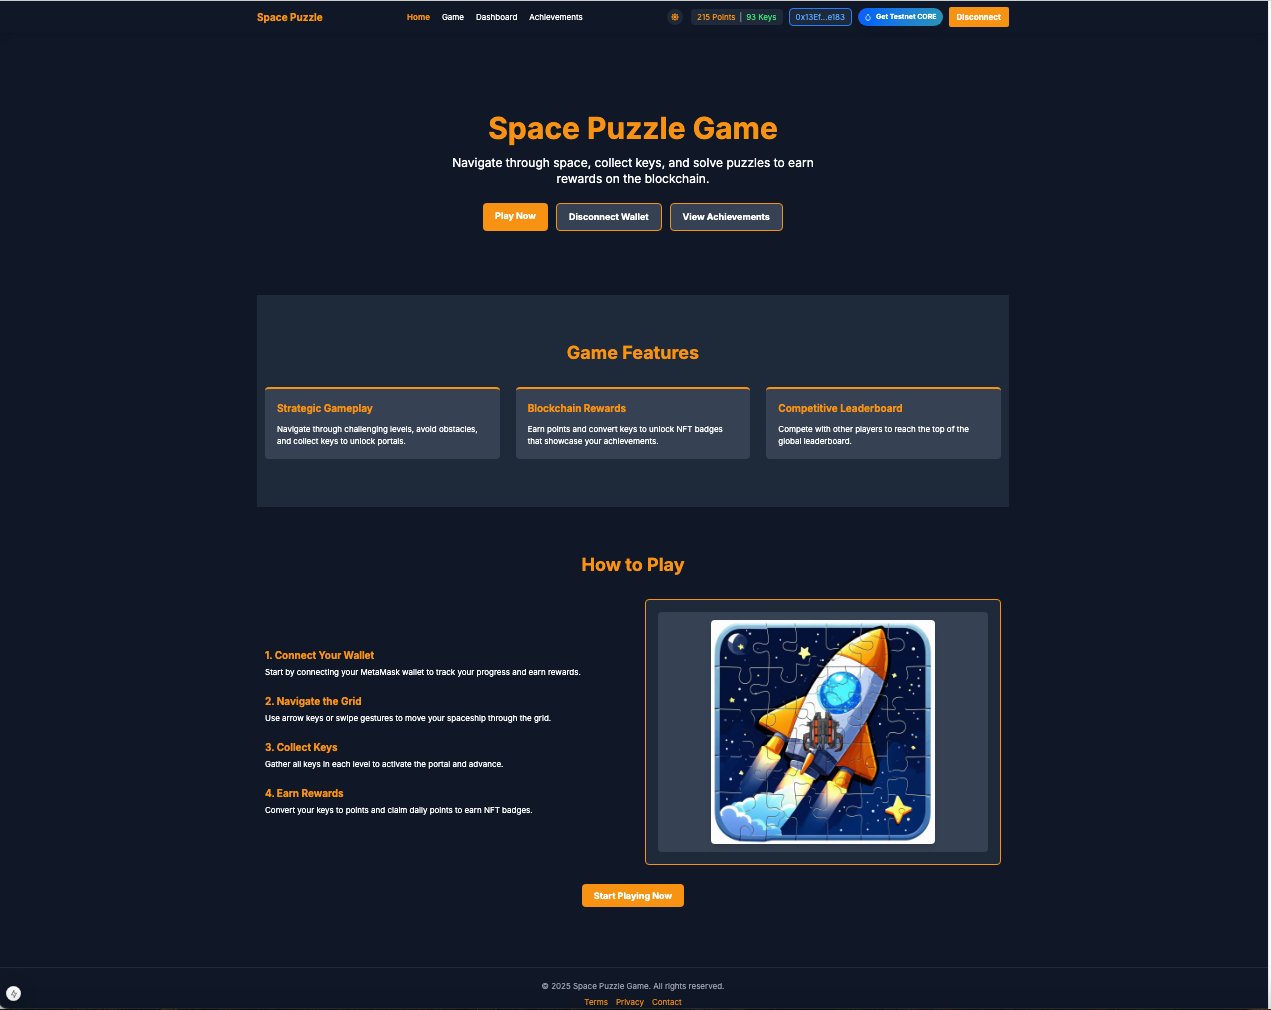 Space Puzzle
Home Game Dashboard Achievements
215 Points | 93 Keys
0x13Ef...e183
Get Testnet CORE
Disconnect
Space Puzzle Game
Navigate through space, collect keys, and solve puzzles to earn
rewards on the blockchain.
Play Now
Disconnect Wallet
View Achievements
Game Features
Strategic Gameplay
Navigate through challenging levels, avoid obstacles,
and collect keys to unlock portals.
Blockchain Rewards
Earn points and convert keys to unlock NFT badges
that showcase your achievements.
Competitive Leaderboard
Compete with other players to reach the top of the
global leaderboard.
How to Play
1. Connect Your Wallet
Start by connecting your MetaMask wallet to track your progress and earn rewards.
2. Navigate the Grid
Use arrow keys or swipe gestures to move your spaceship through the grid.
3. Collect Keys
Gather all keys in each level to activate the portal and advance.
4. Earn Rewards
Convert your keys to points and claim daily points to earn NFT badges.
Start Playing Now
© 2025 Space Puzzle Game. All rights reserved.
Terms Privacy Contact